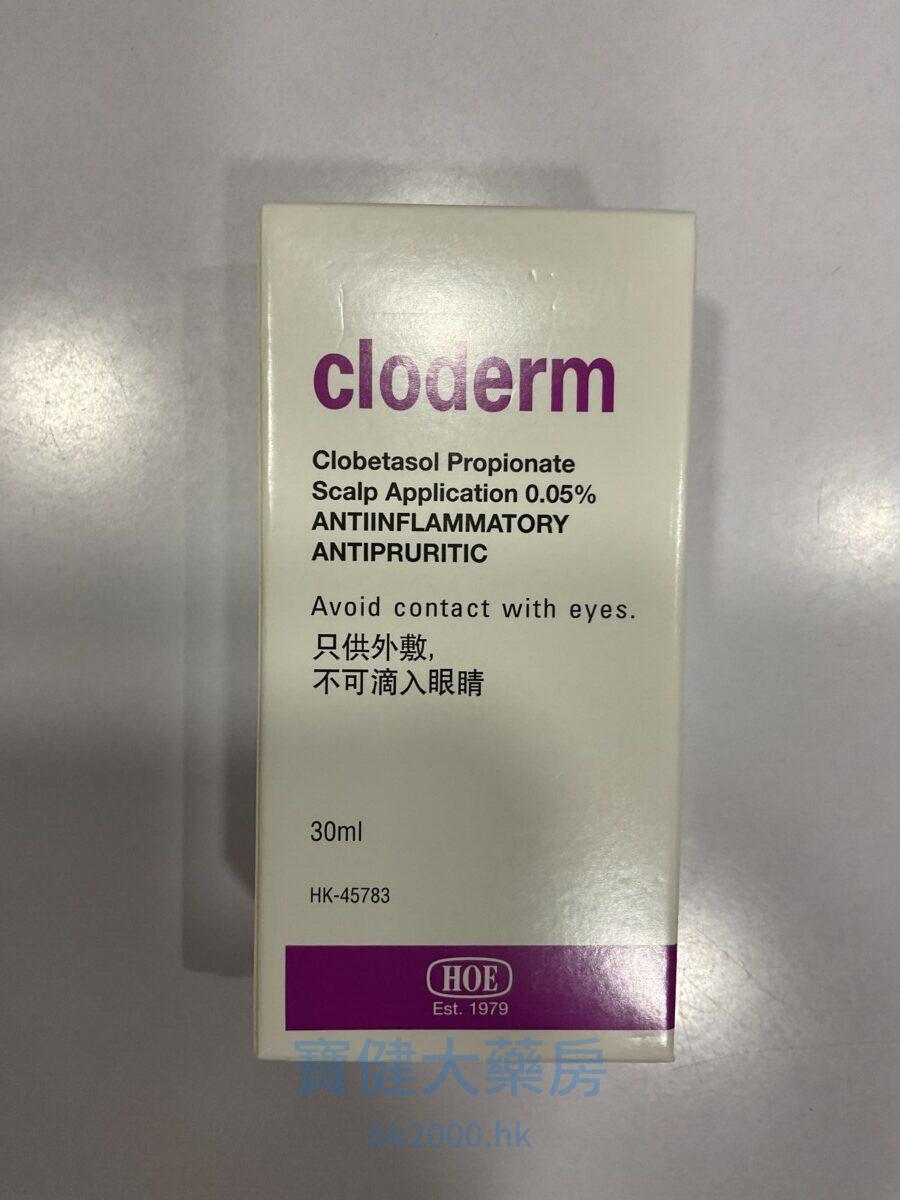 cloderm
Clobetasol Propionate
Scalp Application 0.05%
ANTIINFLAMMATORY
ANTIPRURITIC
Avoid contact with eyes.
只供外敷,
不可滴入眼睛
30ml
HK-45783
HOE
Est. 1979
寶健大藥房
bk2000.hk